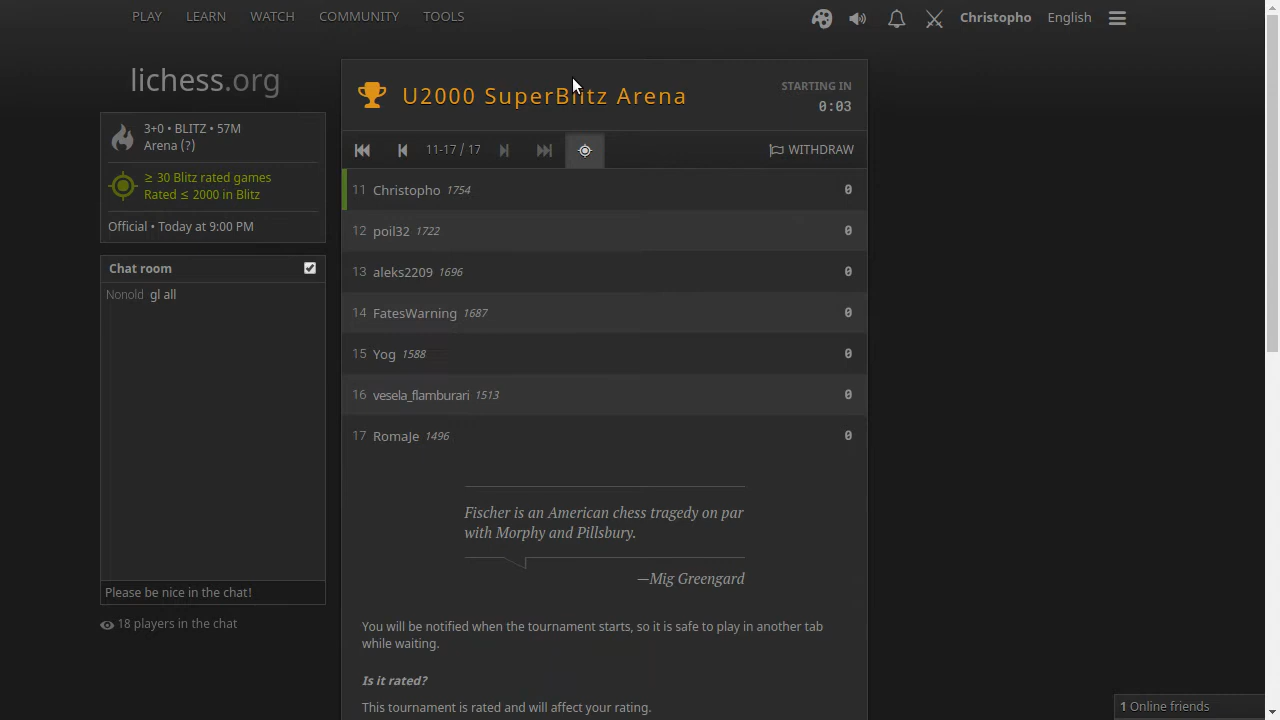 PLAY LEARN WATCH COMMUNITY TOOLS
Christopho English
lichess.org
3+0 • BLITZ • 57M
Arena (?)
≥ 30 Blitz rated games
Rated ≤ 2000 in Blitz
Official • Today at 9:00 PM
Chat room
Nonold gl all
Please be nice in the chat!
18 players in the chat
U2000 SuperBlitz Arena
STARTING IN
0:03
11-17 / 17
WITHDRAW
11 Christopho 1754 0
12 poil32 1722 0
13 aleks2209 1696 0
14 FatesWarning 1687 0
15 Yog 1588 0
16 vesela_flamburari 1513 0
17 RomaJe 1496 0
Fischer is an American chess tragedy on par
with Morphy and Pillsbury.
—Mig Greengard
You will be notified when the tournament starts, so it is safe to play in another tab
while waiting.
Is it rated?
This tournament is rated and will affect your rating.
1 Online friends